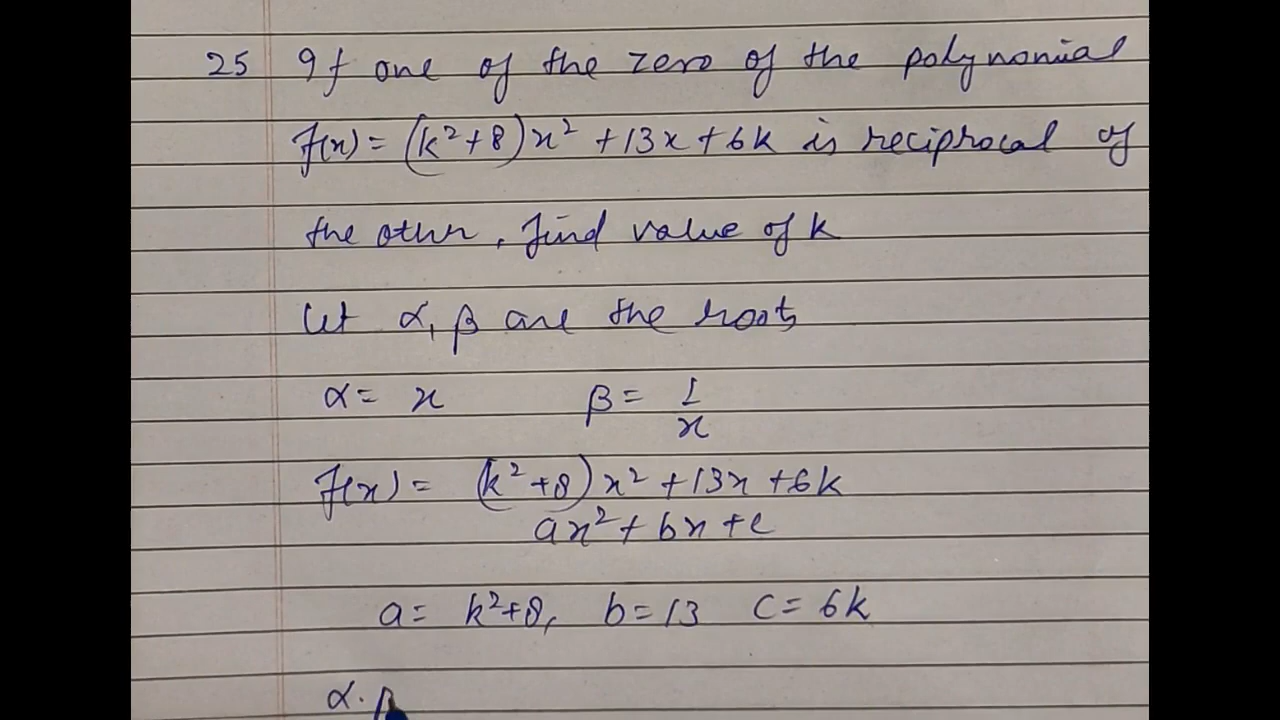 25 If one of the zero of the polynomial
f(x) = (k²+8)x² +13x+6k is reciprocal of
the other, find value of k
let α, β are the roots
α = x β = 1/x
f(x) = (k²+8)x²+13x+6k
ax²+bx+c
a= k²+8, b=13 c=6k
α.β